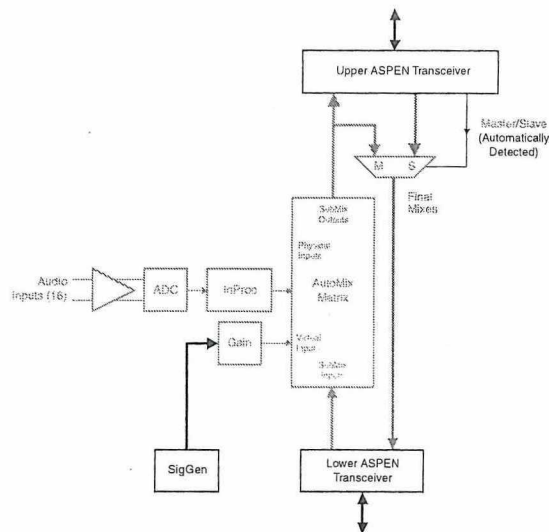 Upper ASPEN Transceiver
Master/Slave
(Automatically
Detected)
M S
Final
Mixes
SubMix
Outputs
Physical
Inputs
Audio
Inputs (16)
ADC
InProc
AutoMix
Matrix
Gain
Virtual
Input
SubMix
Inputs
SigGen
Lower ASPEN
Transceiver